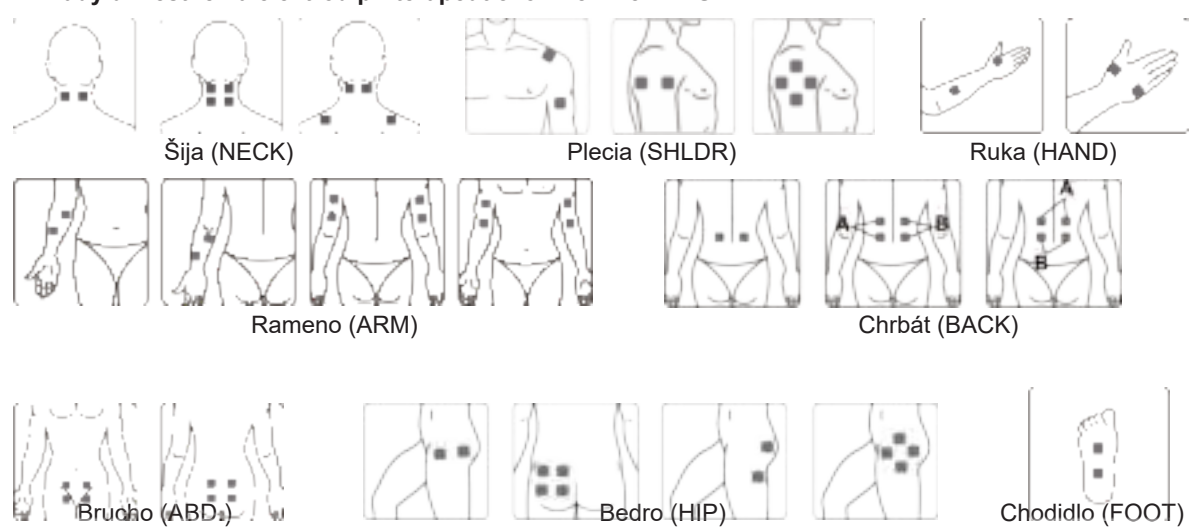 Šija (NECK)
Plecia (SHLDR)
Ruka (HAND)
A
B
A
B
Rameno (ARM)
Chrbát (BACK)
Brucho (ABD.)
Bedro (HIP)
Chodidlo (FOOT)